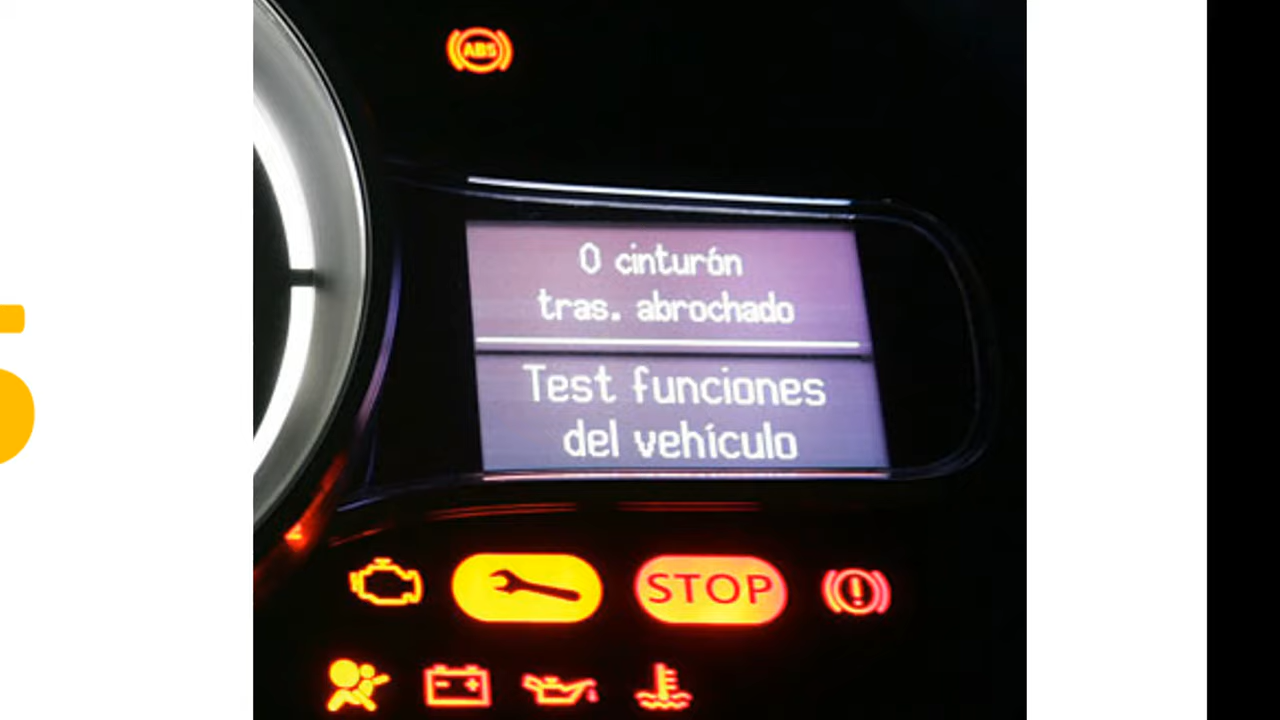 ABS
0 cinturón
tras. abrochado
Test funciones
del vehículo
STOP